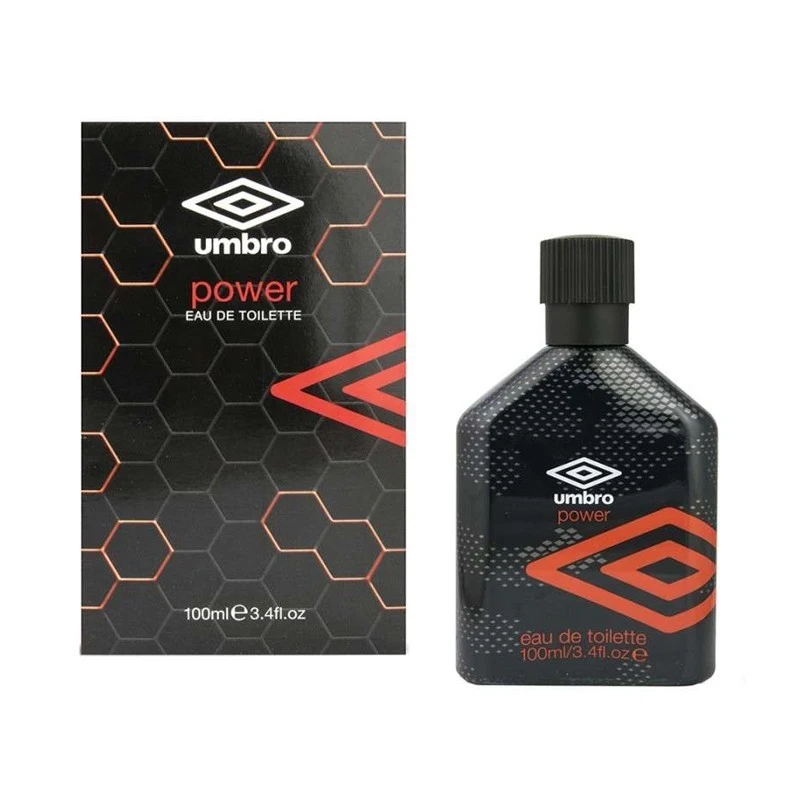 umbro
power
EAU DE TOILETTE
100ml℮3.4fl.oz
umbro
power
eau de toilette
100ml/3.4fl.oz℮